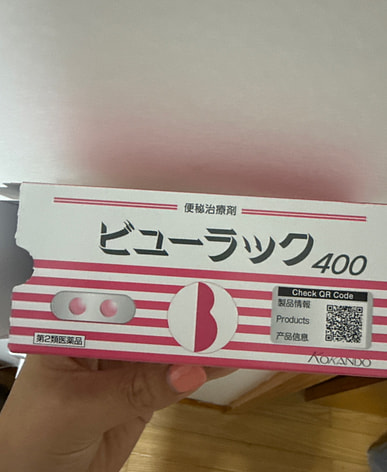 便秘治療剤
ビューラック400
Check QR Code
製品情報
Products
产品信息
第2類医薬品
KOKANDO